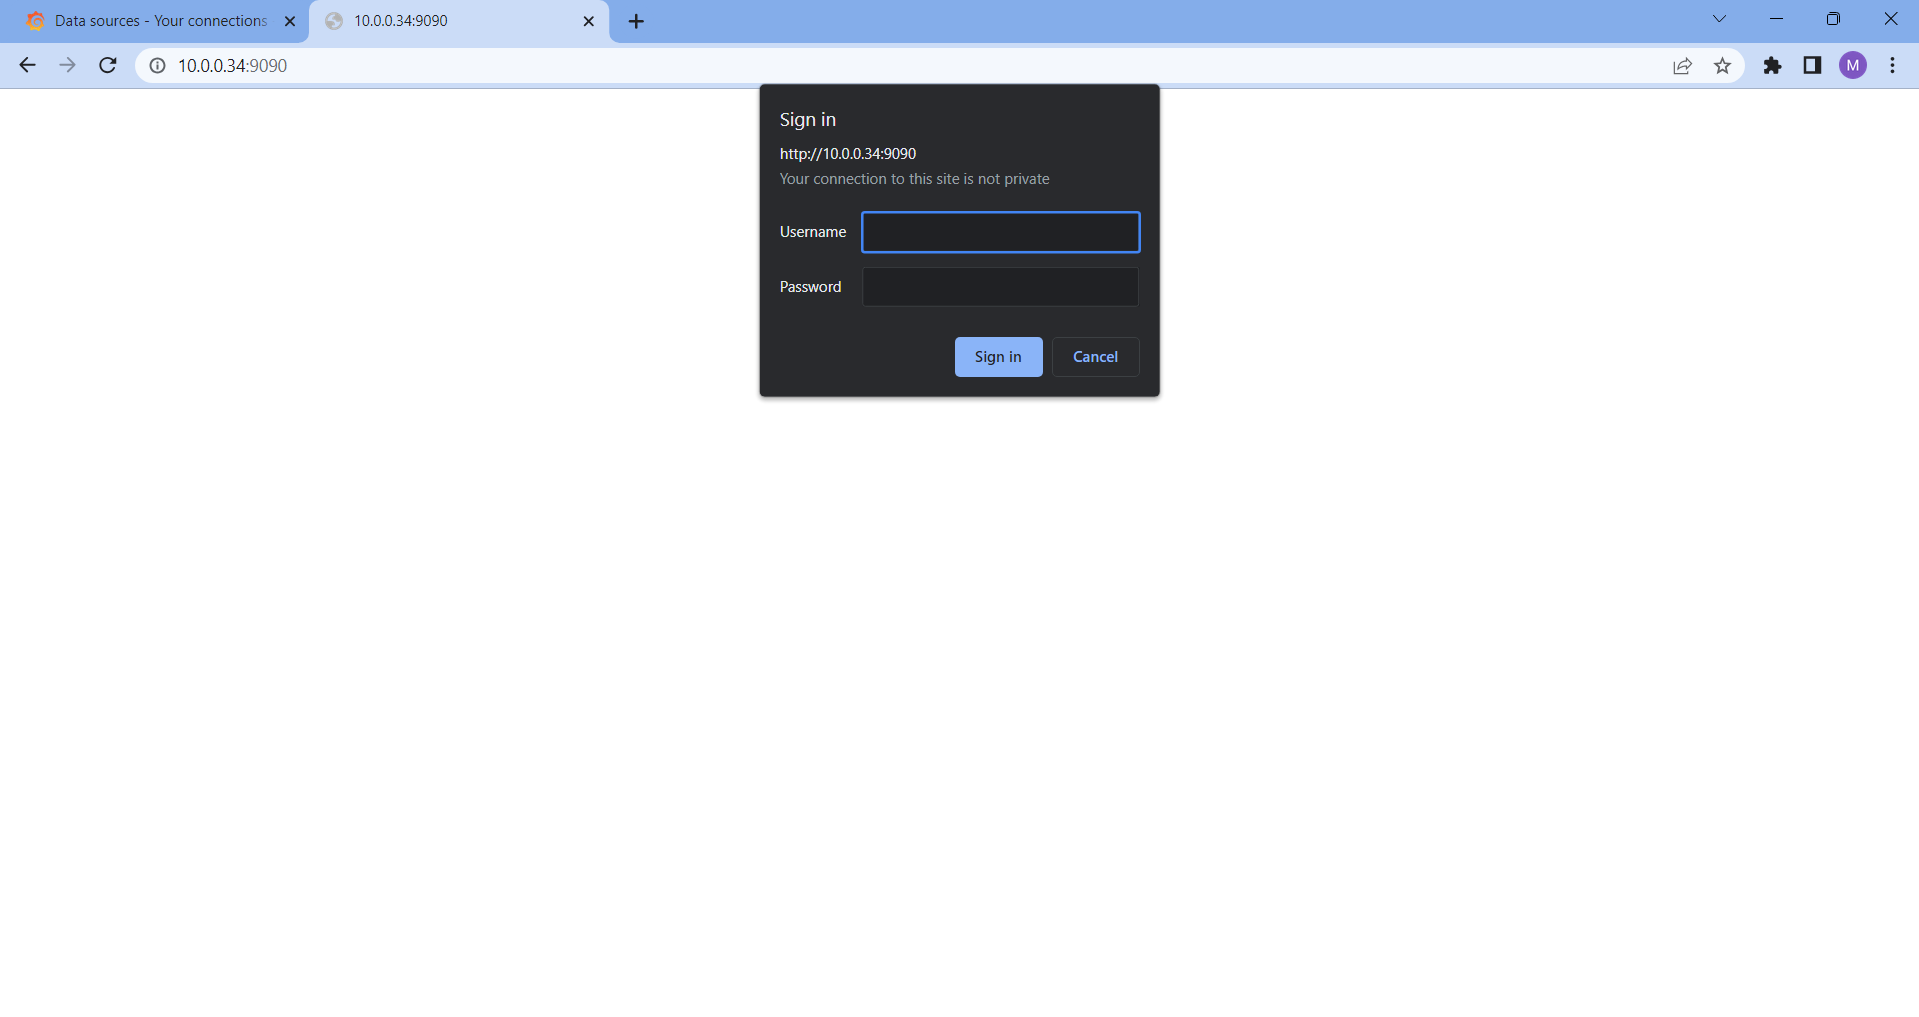 Data sources - Your connections
10.0.0.34:9090
10.0.0.34:9090
M
Sign in
http://10.0.0.34:9090
Your connection to this site is not private
Username
Password
Sign in
Cancel